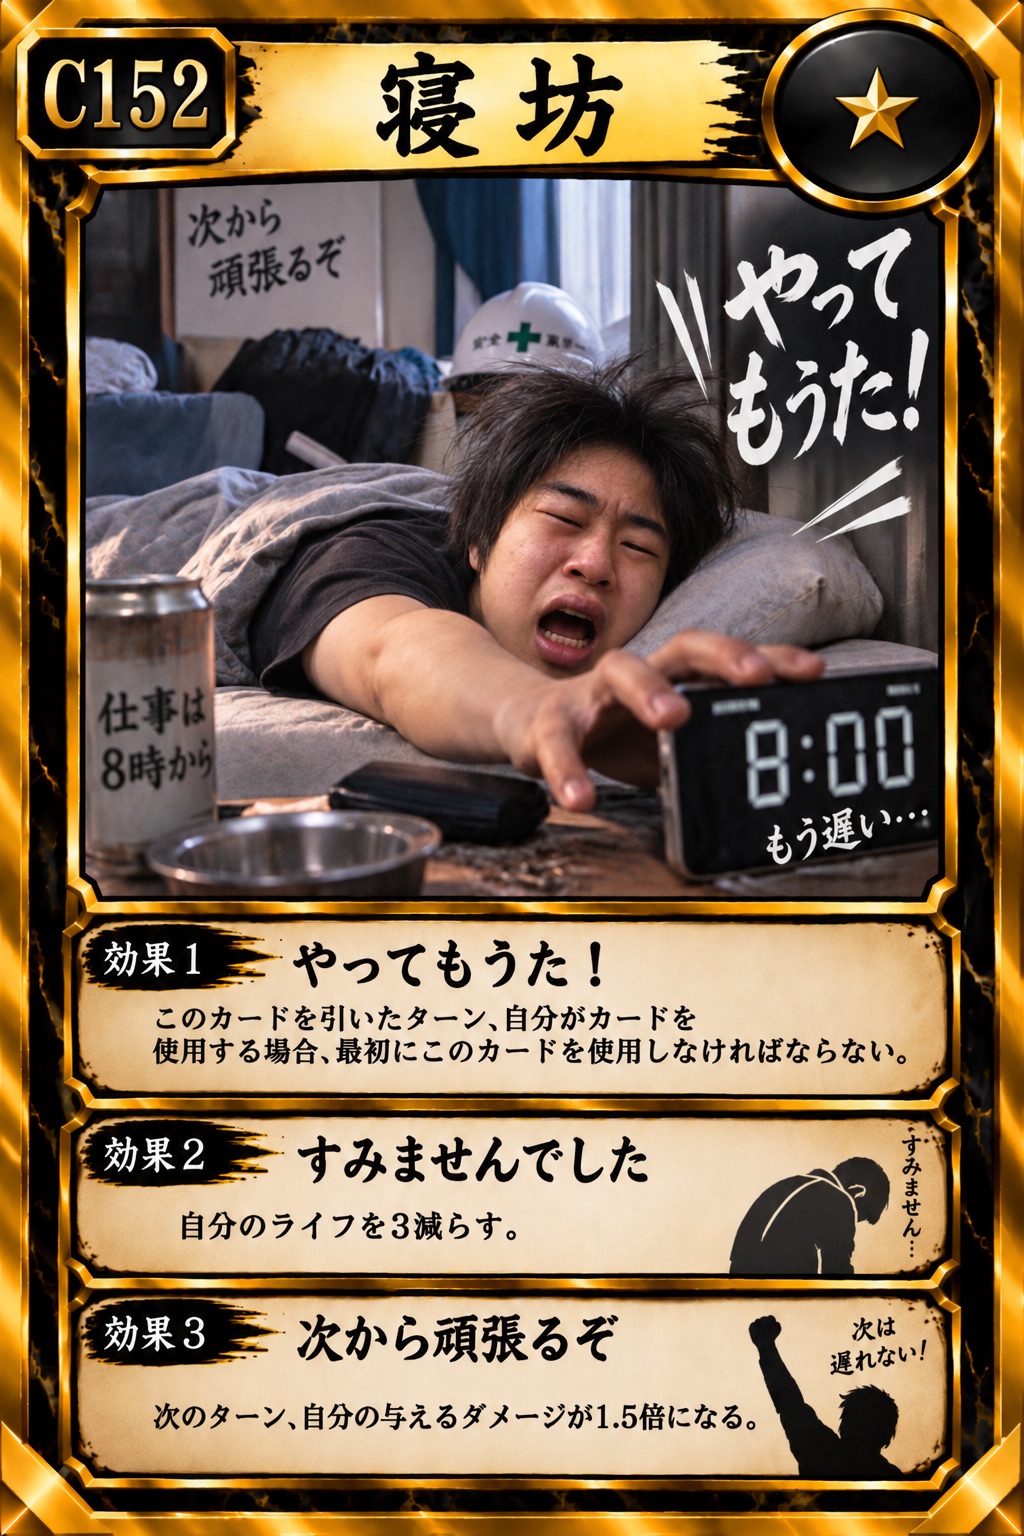 C152
寝坊
次から
頑張るぞ
安全
やって
もうた!
仕事は
8時から
8:00
もう遅い…
効果1
やってもうた!
このカードを引いたターン、自分がカードを
使用する場合、最初にこのカードを使用しなければならない。
効果2
すみませんでした
自分のライフを3減らす。
すみません…
効果3
次から頑張るぞ
次のターン、自分の与えるダメージが1.5倍になる。
次は
遅れない!